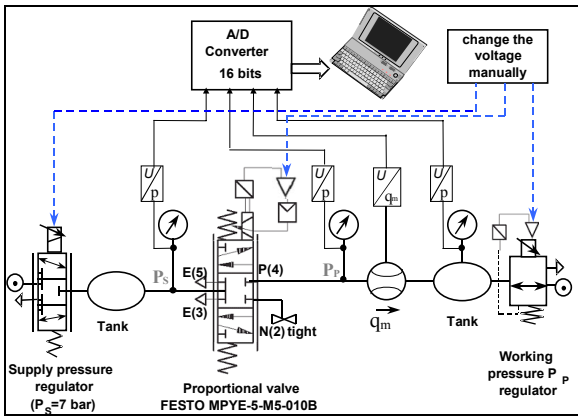 A/D
Converter
16 bits
change the
voltage
manually
U/p
U/p
U/qm
U/p
PS
E(5)
P(4)
PP
E(3)
N(2) tight
qm
Tank
Tank
Supply pressure
regulator
(PS=7 bar)
Proportional valve
FESTO MPYE-5-M5-010B
Working
pressure PP
regulator